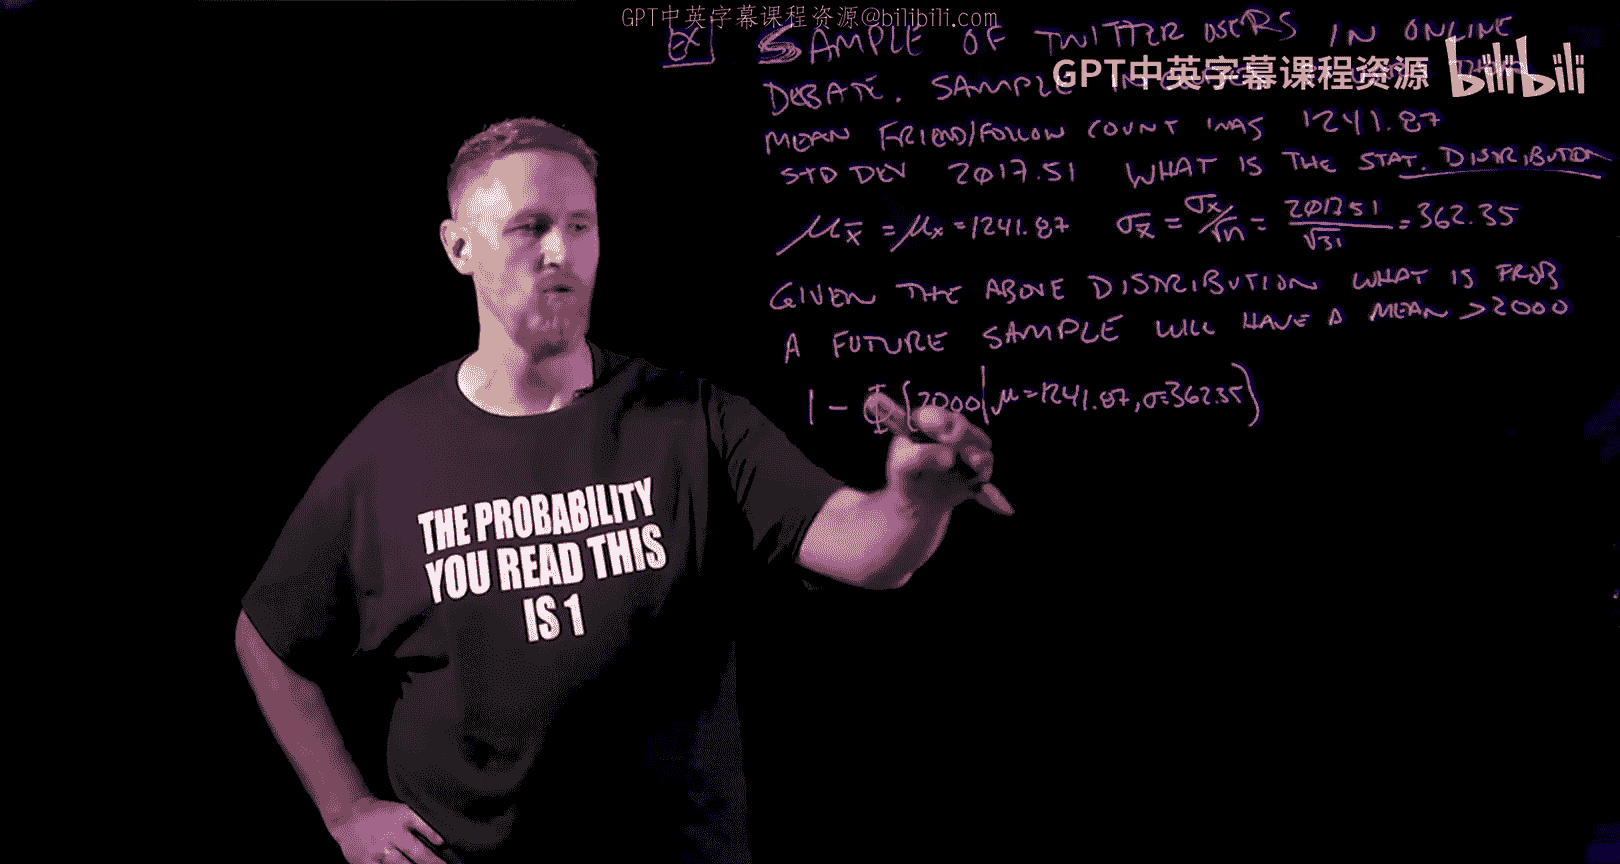 GPT中英字幕课程资源@bilibili.com
EX SAMPLE OF TWITTER USERS IN ONLINE
GPT中英字幕课程资源 bilibili
DEBATE. SAMPLE
MEAN FRIEND/FOLLOW COUNT WAS 1241.87
STD DEV 2017.51 WHAT IS THE STAT. DISTRIBUTION
μx̄ = μx = 1241.87 σx̄ = σx/√n = 2017.51/√31 = 362.35
GIVEN THE ABOVE DISTRIBUTION WHAT IS PROB
A FUTURE SAMPLE WILL HAVE A MEAN >2000
1 - Φ(2000|μ=1241.87, σ=362.35)
THE PROBABILITY
YOU READ THIS
IS 1